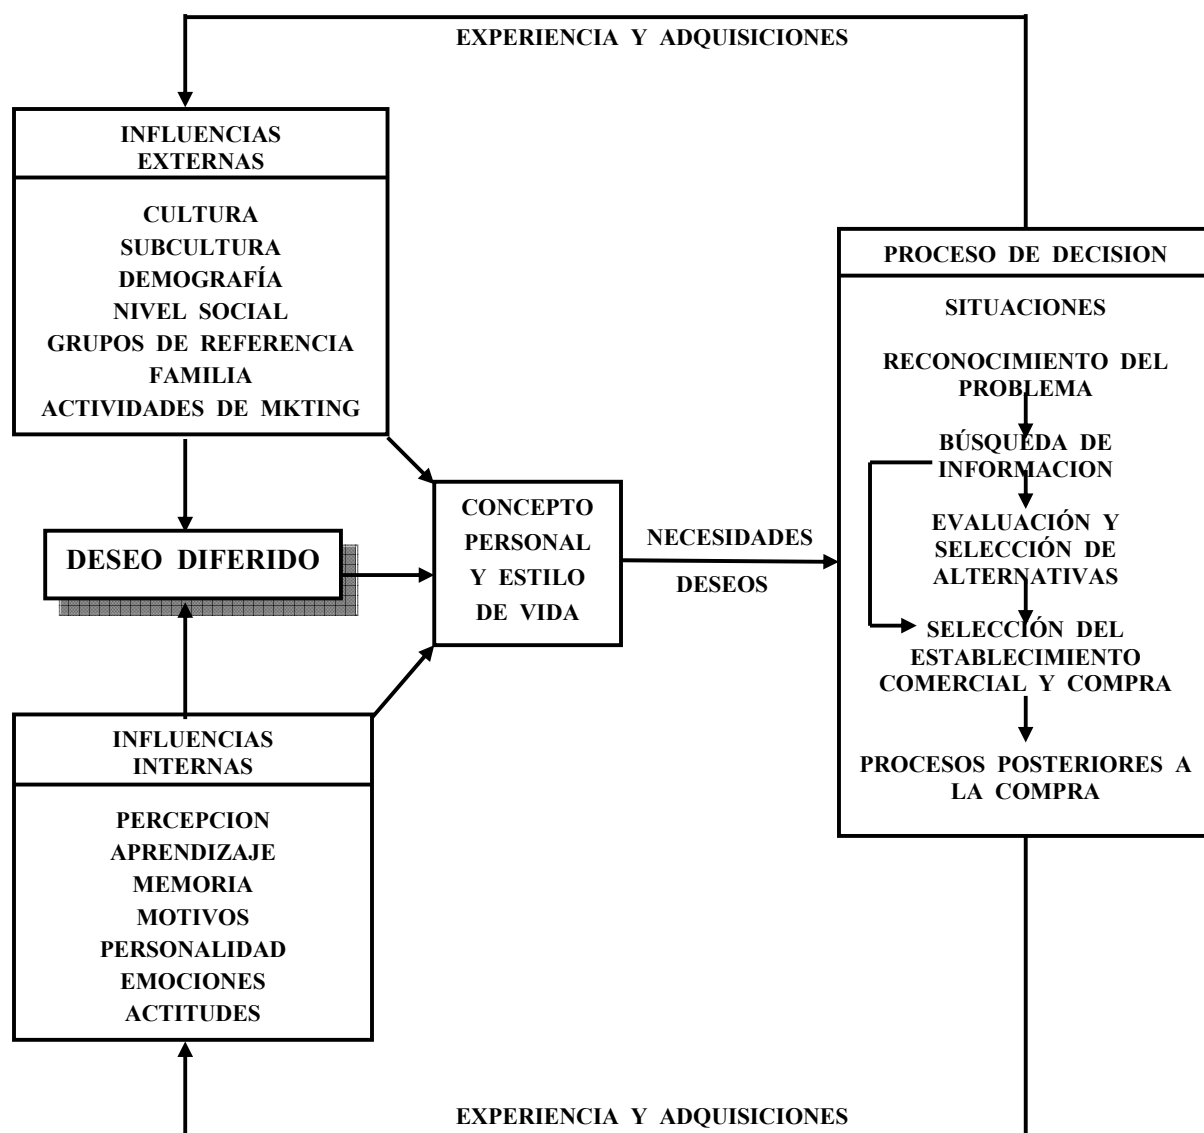 EXPERIENCIA Y ADQUISICIONES
INFLUENCIAS
EXTERNAS
CULTURA
SUBCULTURA
DEMOGRAFÍA
NIVEL SOCIAL
GRUPOS DE REFERENCIA
FAMILIA
ACTIVIDADES DE MKTING
DESEO DIFERIDO
INFLUENCIAS
INTERNAS
PERCEPCION
APRENDIZAJE
MEMORIA
MOTIVOS
PERSONALIDAD
EMOCIONES
ACTITUDES
CONCEPTO
PERSONAL
Y ESTILO
DE VIDA
NECESIDADES
DESEOS
PROCESO DE DECISION
SITUACIONES
RECONOCIMIENTO DEL
PROBLEMA
BÚSQUEDA DE
INFORMACION
EVALUACIÓN Y
SELECCIÓN DE
ALTERNATIVAS
SELECCIÓN DEL
ESTABLECIMIENTO
COMERCIAL Y COMPRA
PROCESOS POSTERIORES A
LA COMPRA
EXPERIENCIA Y ADQUISICIONES